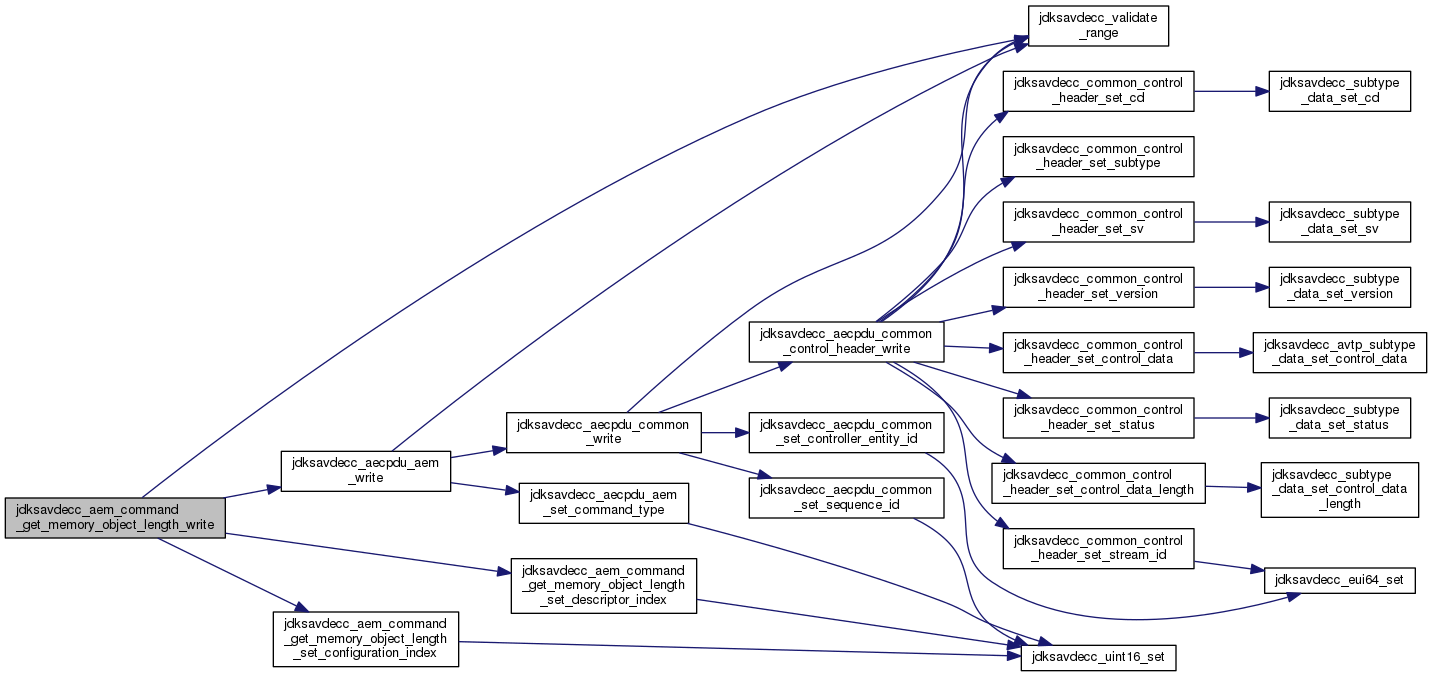 jdksavdecc_validate
_range
jdksavdecc_common_control
_header_set_cd
jdksavdecc_subtype
_data_set_cd
jdksavdecc_common_control
_header_set_subtype
jdksavdecc_common_control
_header_set_sv
jdksavdecc_subtype
_data_set_sv
jdksavdecc_common_control
_header_set_version
jdksavdecc_subtype
_data_set_version
jdksavdecc_aecpdu_common
_control_header_write
jdksavdecc_common_control
_header_set_control_data
jdksavdecc_avtp_subtype
_data_set_control_data
jdksavdecc_common_control
_header_set_status
jdksavdecc_subtype
_data_set_status
jdksavdecc_aecpdu_common
_write
jdksavdecc_aecpdu_common
_set_controller_entity_id
jdksavdecc_aecpdu_aem
_write
jdksavdecc_common_control
_header_set_control_data_length
jdksavdecc_subtype
_data_set_control_data
_length
jdksavdecc_aecpdu_common
_set_sequence_id
jdksavdecc_aecpdu_aem
_set_command_type
jdksavdecc_aem_command
_get_memory_object_length_write
jdksavdecc_common_control
_header_set_stream_id
jdksavdecc_eui64_set
jdksavdecc_aem_command
_get_memory_object_length
_set_descriptor_index
jdksavdecc_aem_command
_get_memory_object_length
_set_configuration_index
jdksavdecc_uint16_set